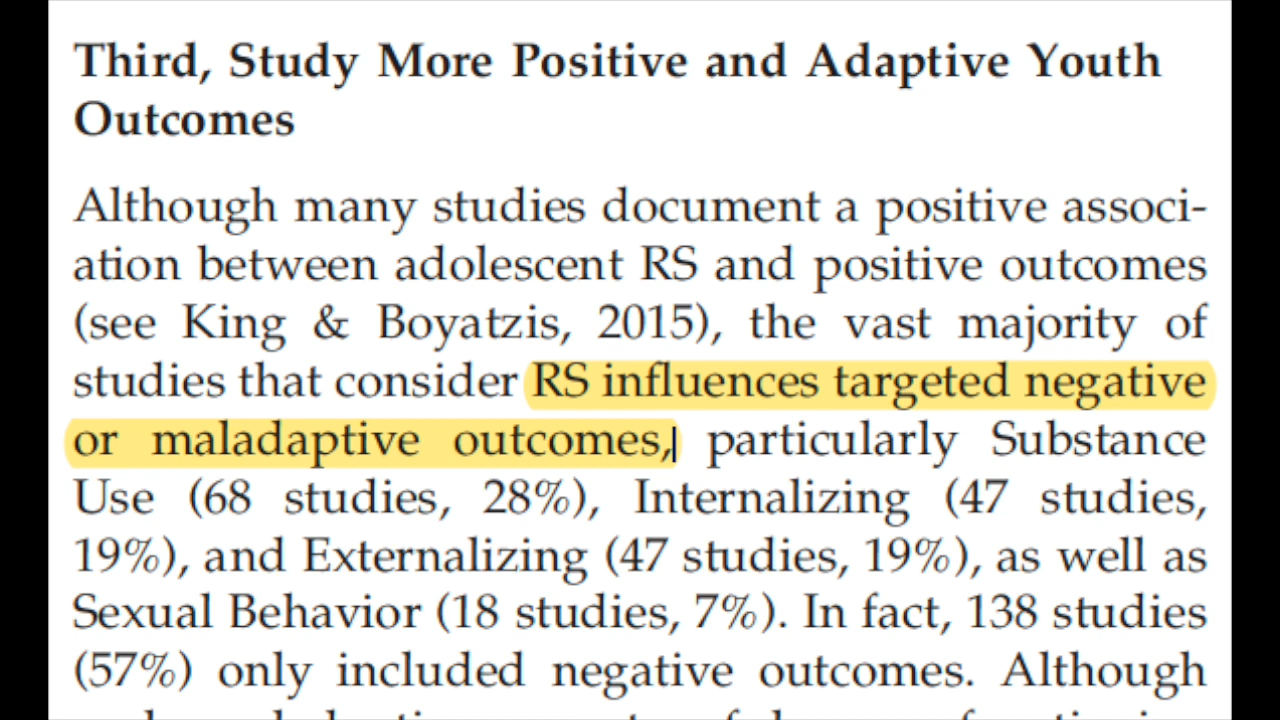 Third, Study More Positive and Adaptive Youth
Outcomes
Although many studies document a positive associ-
ation between adolescent RS and positive outcomes
(see King & Boyatzis, 2015), the vast majority of
studies that consider RS influences targeted negative
or maladaptive outcomes, particularly Substance
Use (68 studies, 28%), Internalizing (47 studies,
19%), and Externalizing (47 studies, 19%), as well as
Sexual Behavior (18 studies, 7%). In fact, 138 studies
(57%) only included negative outcomes. Although